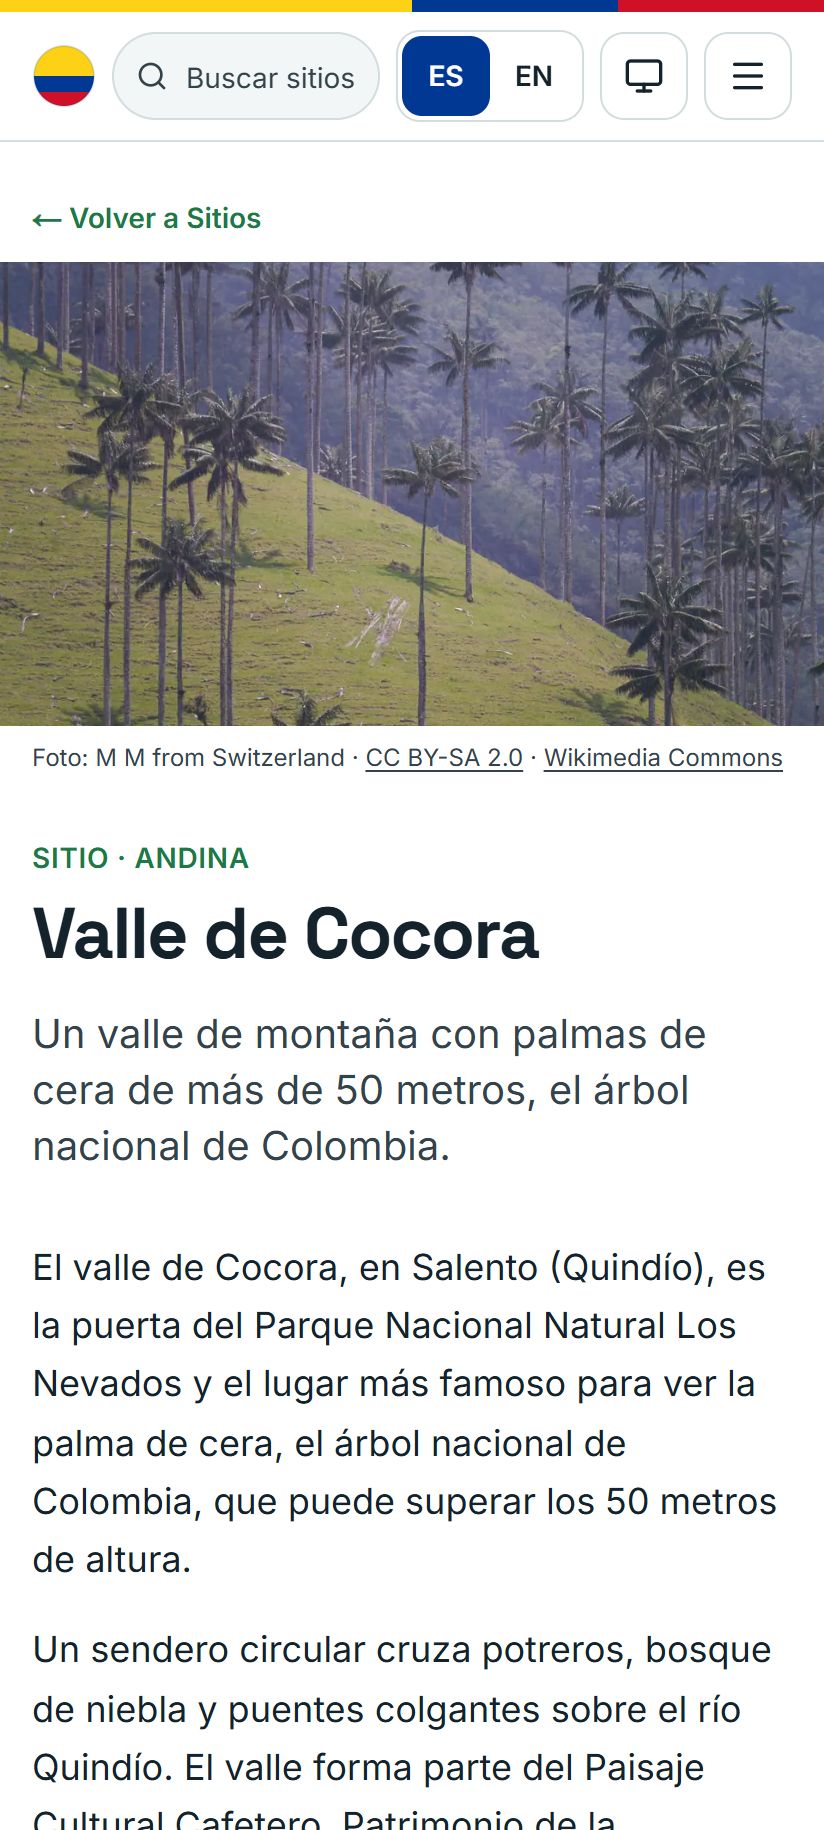 Buscar sitios
ES
EN
← Volver a Sitios
Foto: M M from Switzerland · CC BY-SA 2.0 · Wikimedia Commons
SITIO · ANDINA
Valle de Cocora
Un valle de montaña con palmas de
cera de más de 50 metros, el árbol
nacional de Colombia.
El valle de Cocora, en Salento (Quindío), es
la puerta del Parque Nacional Natural Los
Nevados y el lugar más famoso para ver la
palma de cera, el árbol nacional de
Colombia, que puede superar los 50 metros
de altura.
Un sendero circular cruza potreros, bosque
de niebla y puentes colgantes sobre el río
Quindío. El valle forma parte del Paisaje
Cultural Cafetero, Patrimonio de la